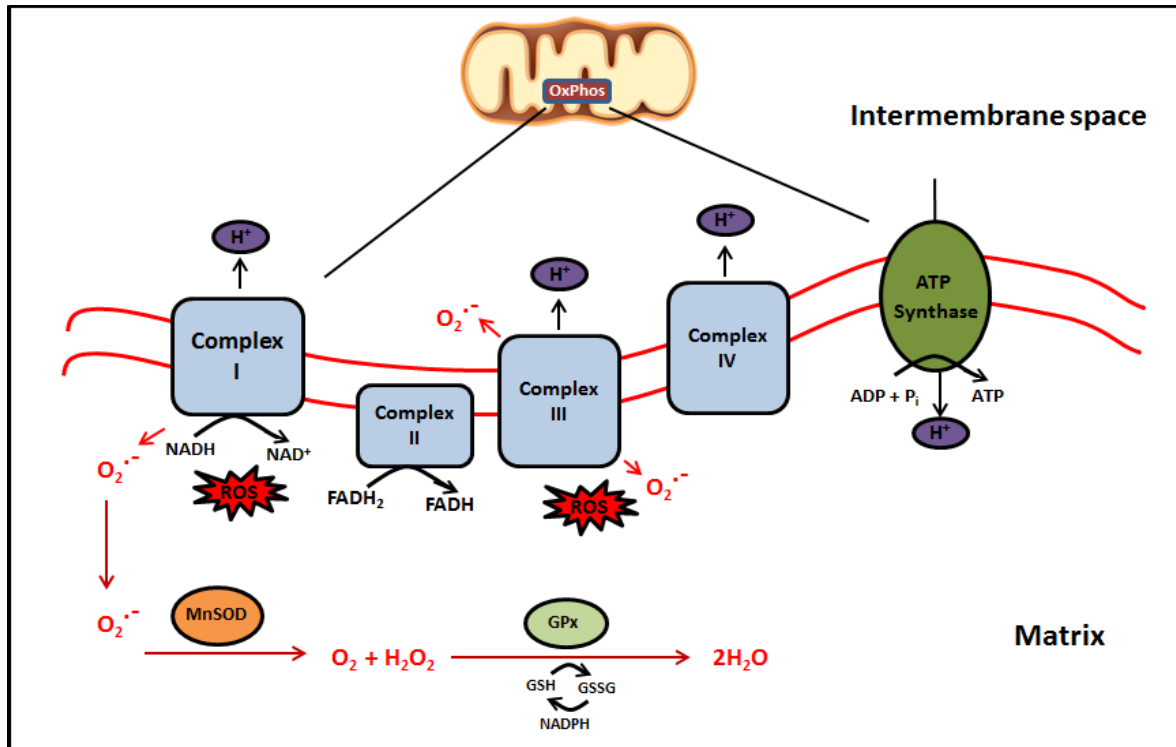 OxPhos
Intermembrane space
H⁺
H⁺
H⁺
O₂·⁻
Complex
I
Complex
II
Complex
III
Complex
IV
ATP
Synthase
ADP + Pᵢ
ATP
H⁺
NADH
NAD⁺
O₂·⁻
ROS
FADH₂
FADH
O₂·⁻
ROS
O₂·⁻
MnSOD
O₂ + H₂O₂
GPx
GSH
GSSG
NADPH
2H₂O
Matrix